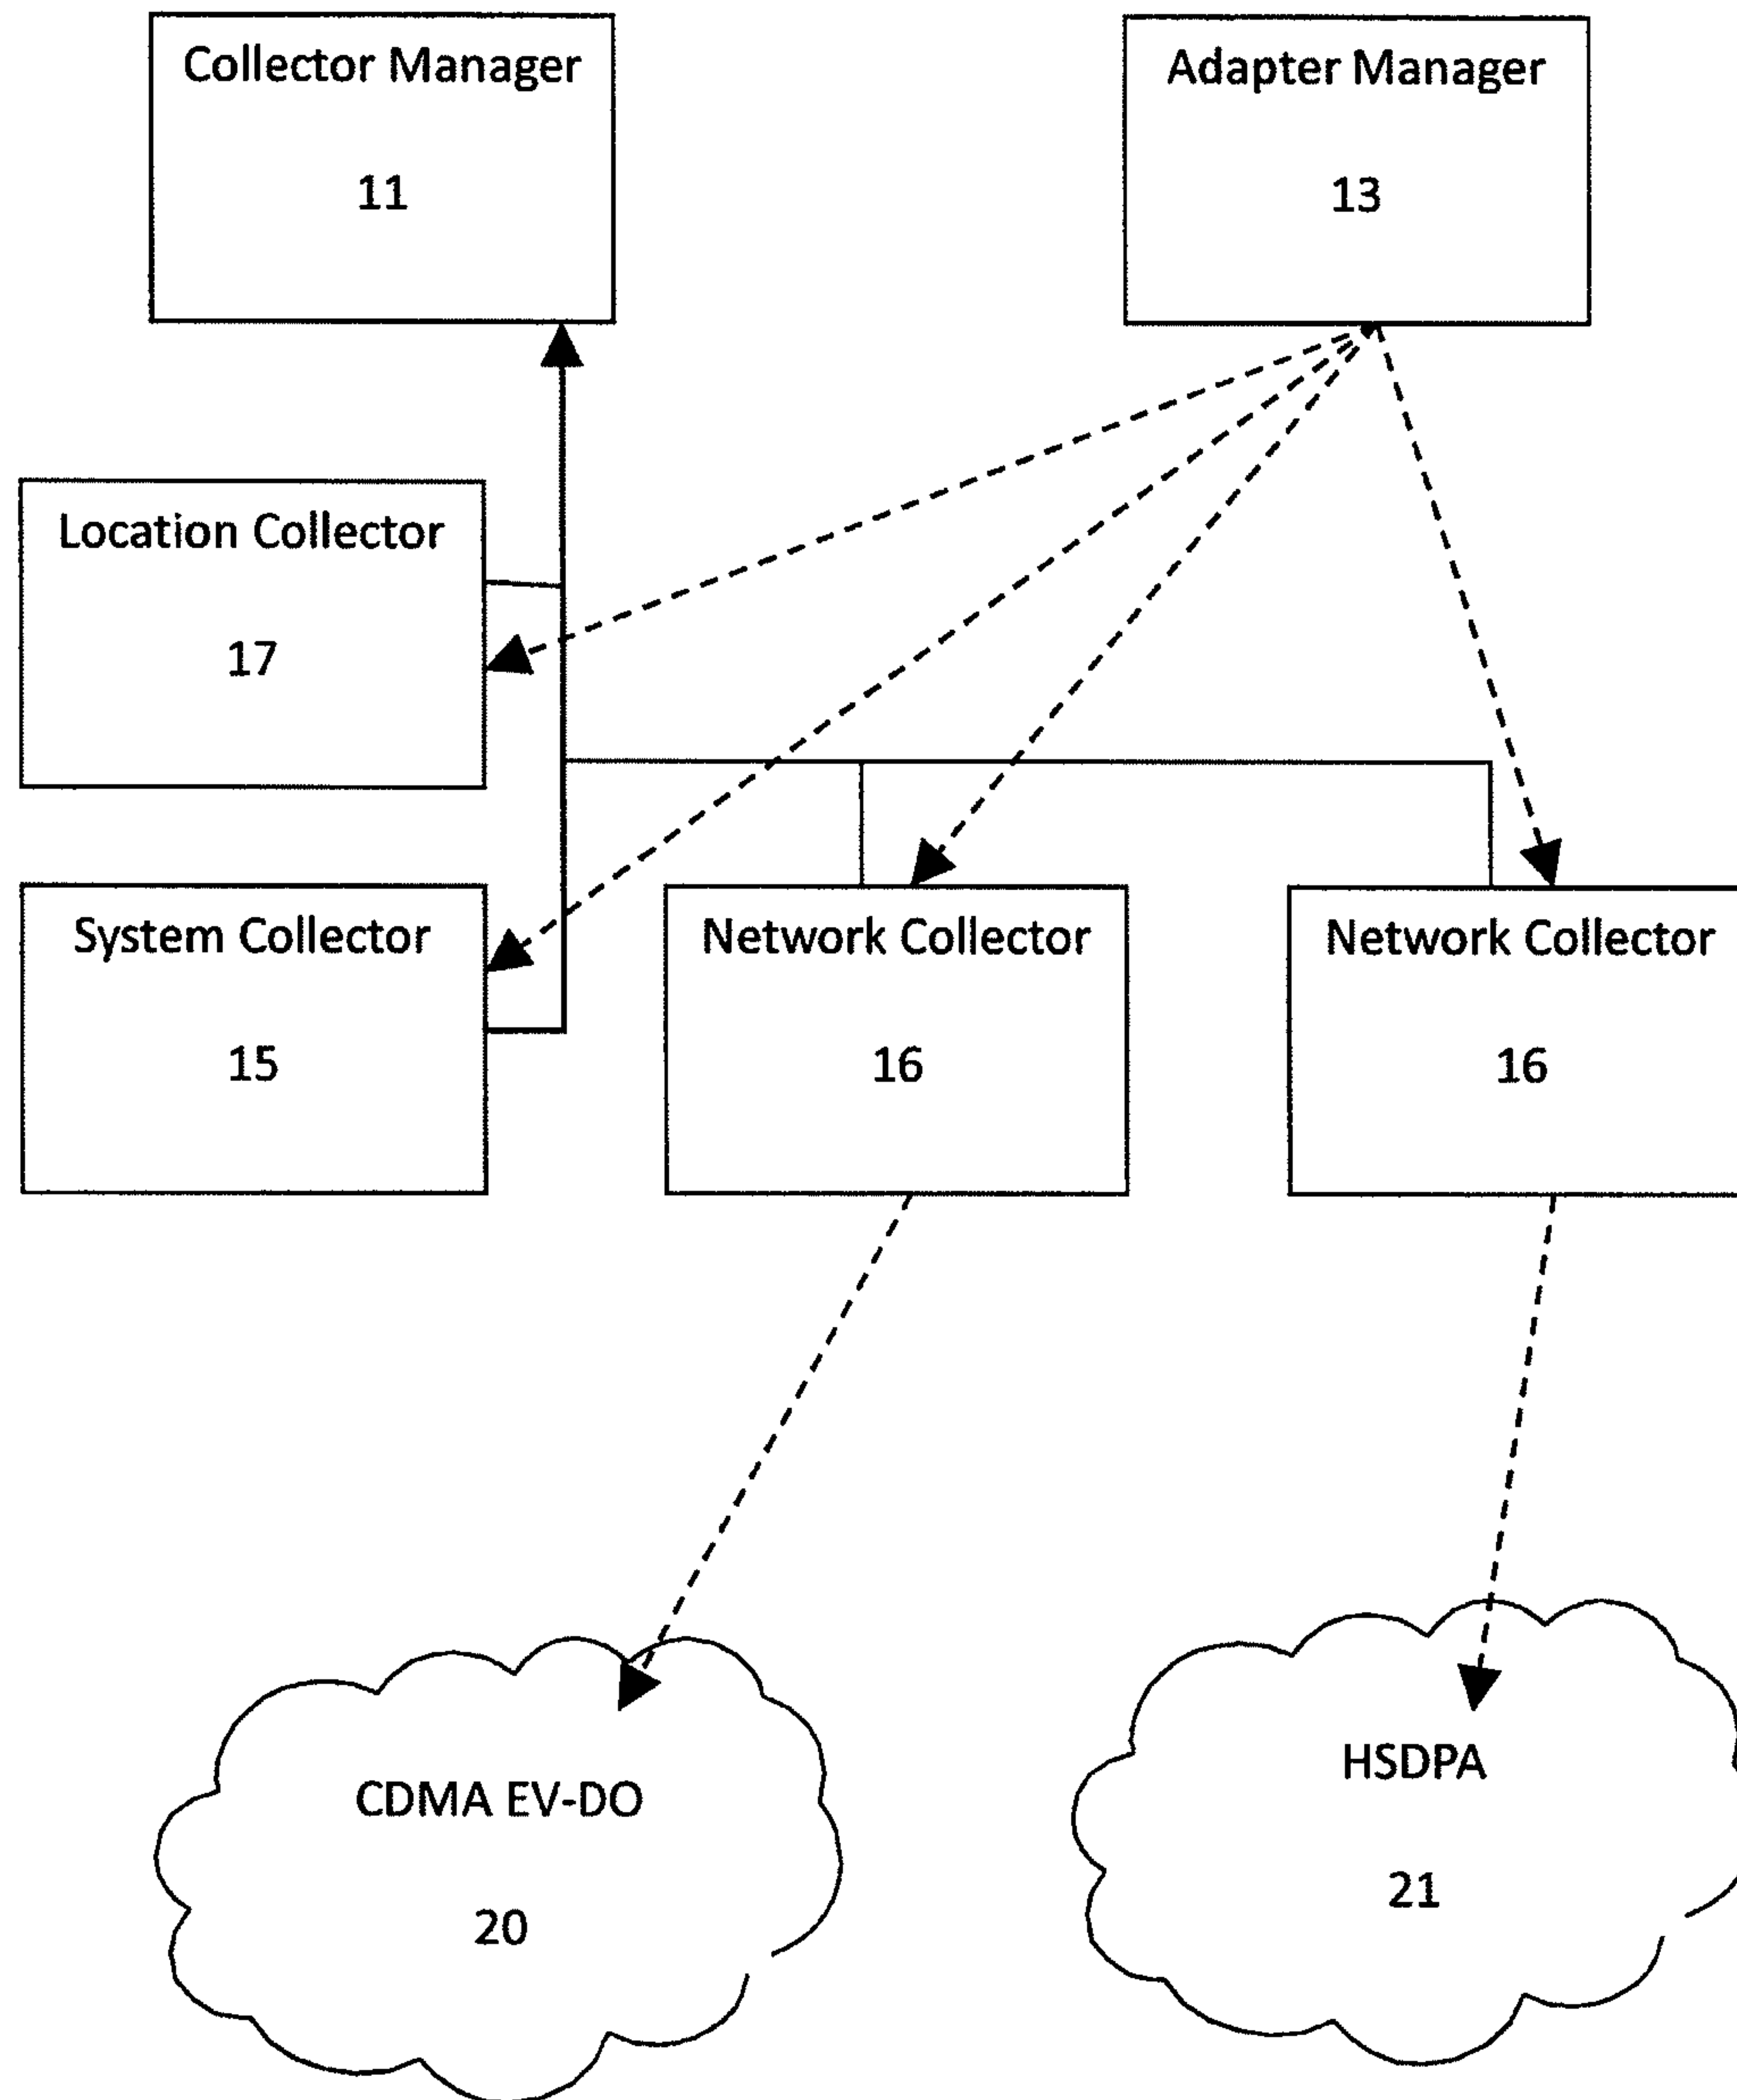 Collector Manager
11
Adapter Manager
13
Location Collector
17
System Collector
15
Network Collector
16
Network Collector
16
CDMA EV-DO
20
HSDPA
21